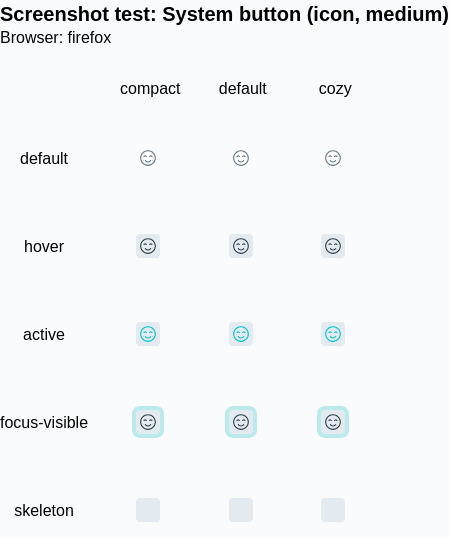 Screenshot test: System button (icon, medium)
Browser: firefox
compact default cozy
default
hover
active
focus-visible
skeleton